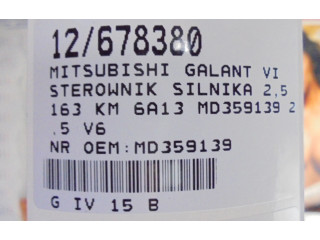 12/678380
MITSUBISHI GALANT VI
STEROWNIK SILNIKA 2,5
163 KM 6A13 MD359139 2
.5 V6
NR OEM:MD359139
G IV 15 B